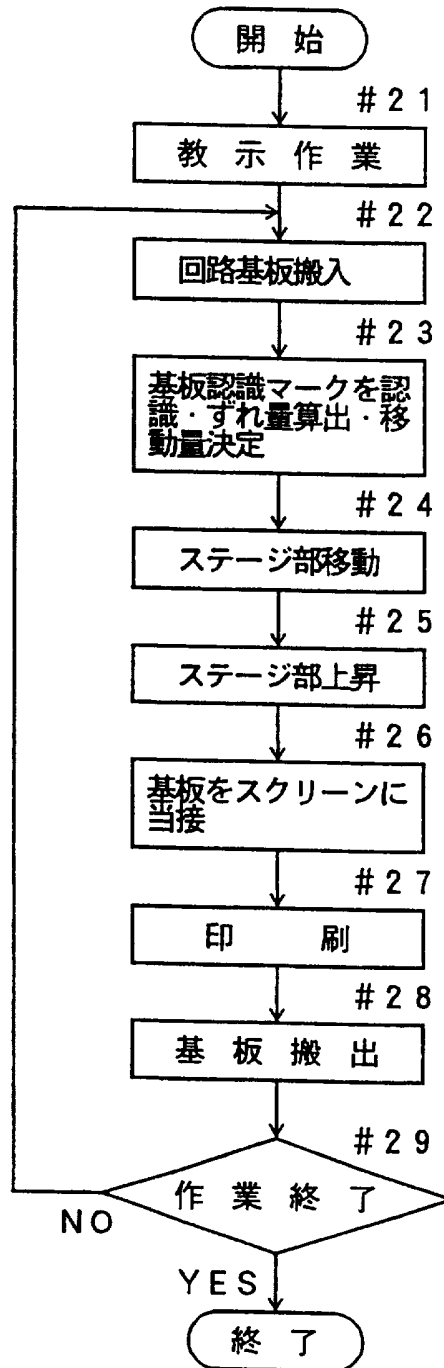 開始
#21
教示作業
#22
回路基板搬入
#23
基板認識マークを認
識・ずれ量算出・移
動量決定
#24
ステージ部移動
#25
ステージ部上昇
#26
基板をスクリーンに
当接
#27
印刷
#28
基板搬出
#29
作業終了
NO
YES
終了